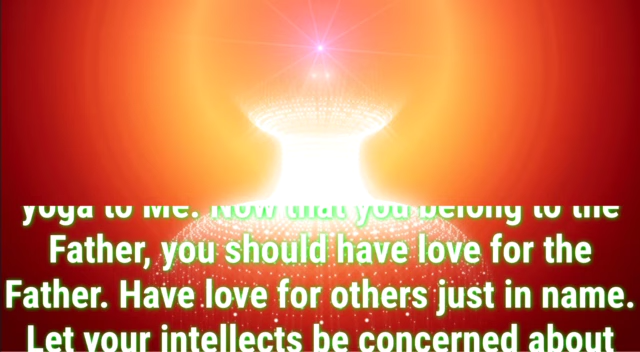 yoga to Me. Now that you belong to the
Father, you should have love for the
Father. Have love for others just in name.
Let your intellects be concerned about